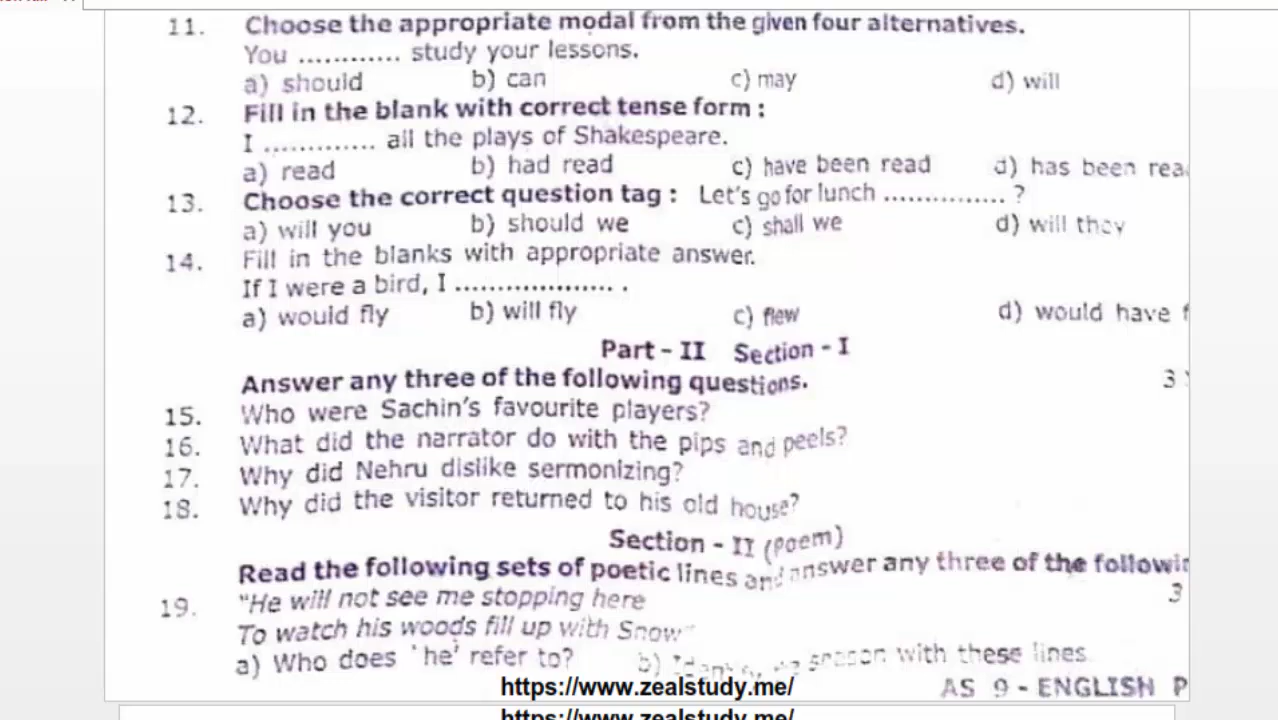 11. Choose the appropriate modal from the given four alternatives.
You ............ study your lessons.
a) should b) can c) may d) will
12. Fill in the blank with correct tense form :
I ............. all the plays of Shakespeare.
a) read b) had read c) have been read d) has been
13. Choose the correct question tag : Let's go for lunch ............... ?
a) will you b) should we c) shall we d) will they
14. Fill in the blanks with appropriate answer.
If I were a bird, I .................... .
a) would fly b) will fly c) flew d) would have
Part - II Section - I
Answer any three of the following questions. 3
15. Who were Sachin's favourite players?
16. What did the narrator do with the pips and peels?
17. Why did Nehru dislike sermonizing?
18. Why did the visitor returned to his old house?
Section - II (Poem)
Read the following sets of poetic lines and answer any three of the
19. "He will not see me stopping here 3
To watch his woods fill up with Snow"
a) Who does 'he' refer to? b) season with these lines
https://www.zealstudy.me/ AS 9 - ENGLISH P
https://www.zealstudy.me/